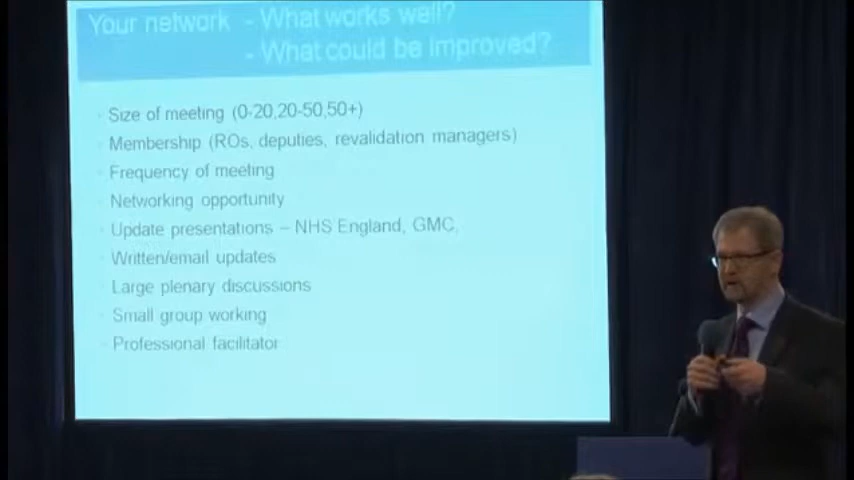 Your network - What works well?
- What could be improved?
Size of meeting (0-20,20-50,50+)
Membership (ROs, deputies, revalidation managers)
Frequency of meeting
Networking opportunity
Update presentations – NHS England, GMC,
Written/email updates
Large plenary discussions
Small group working
Professional facilitator